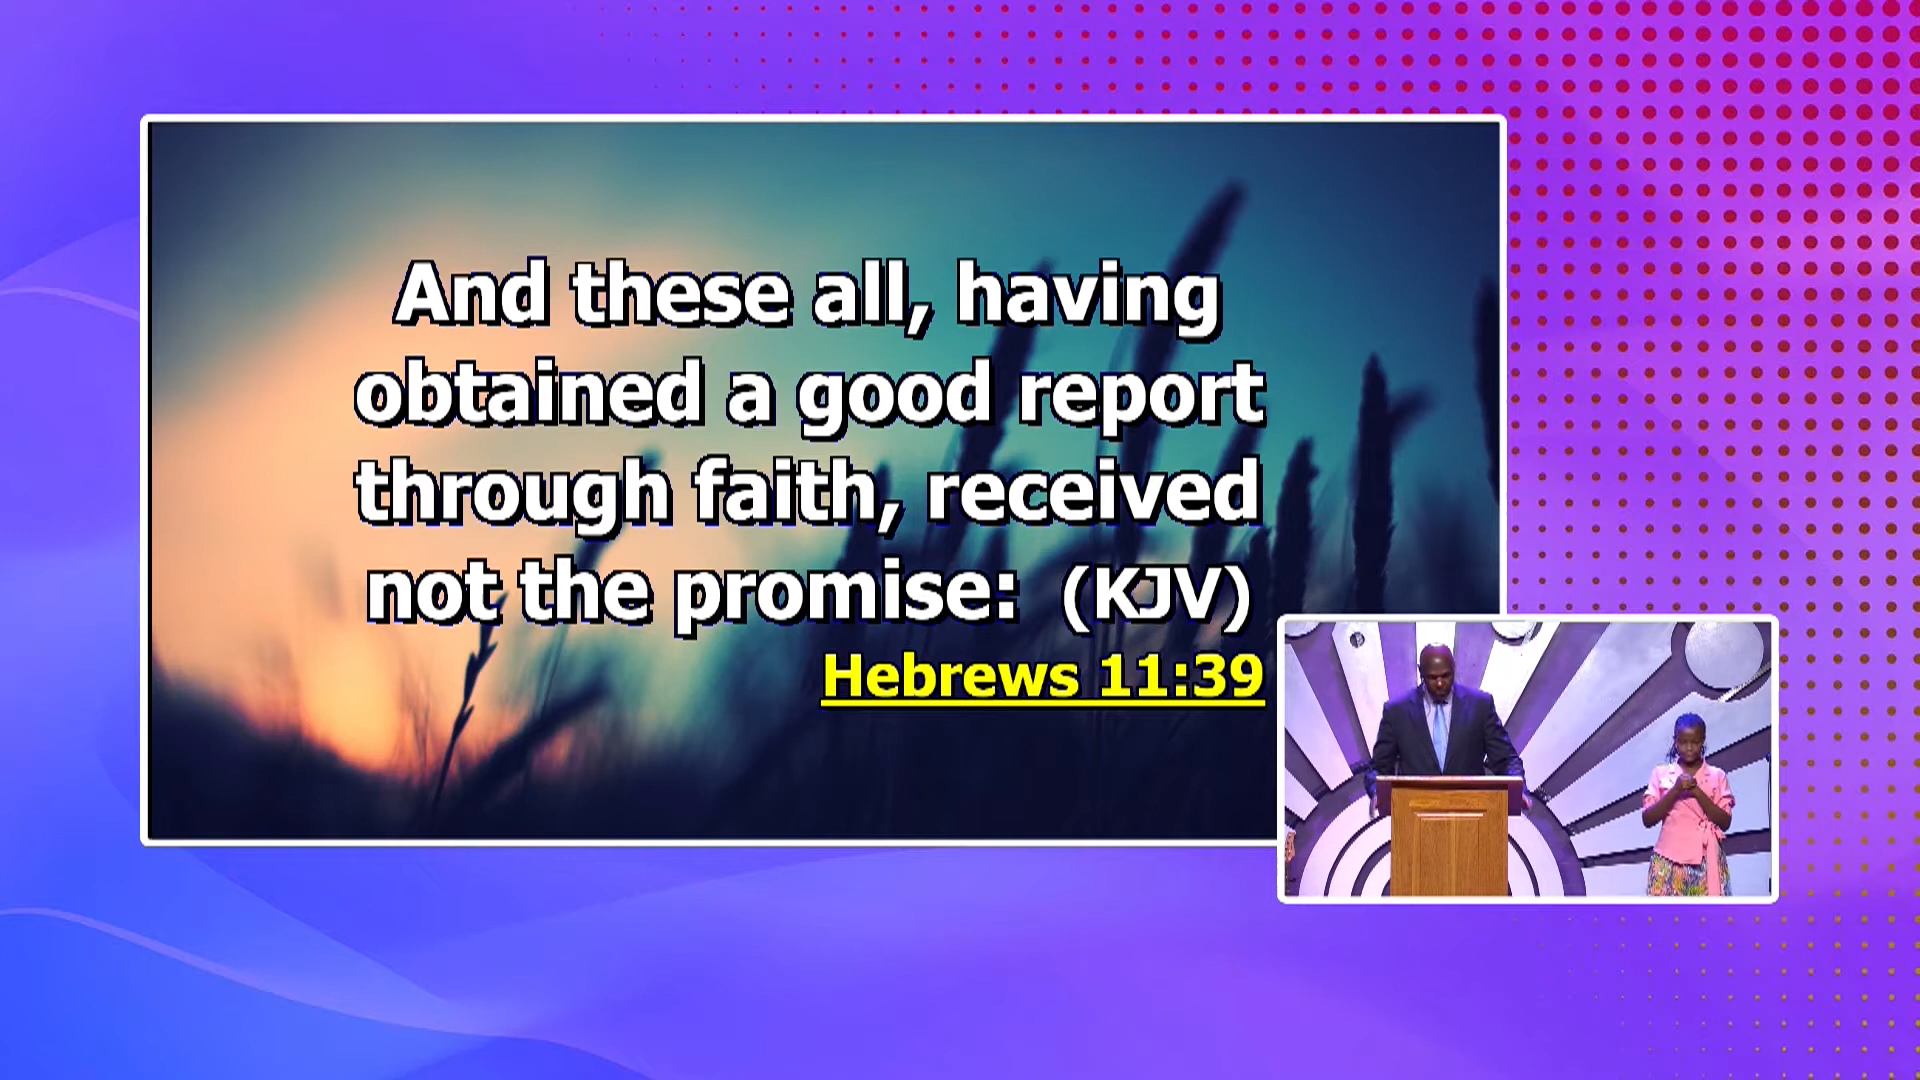 And these all, having
obtained a good report
through faith, received
not the promise: (KJV)
Hebrews 11:39